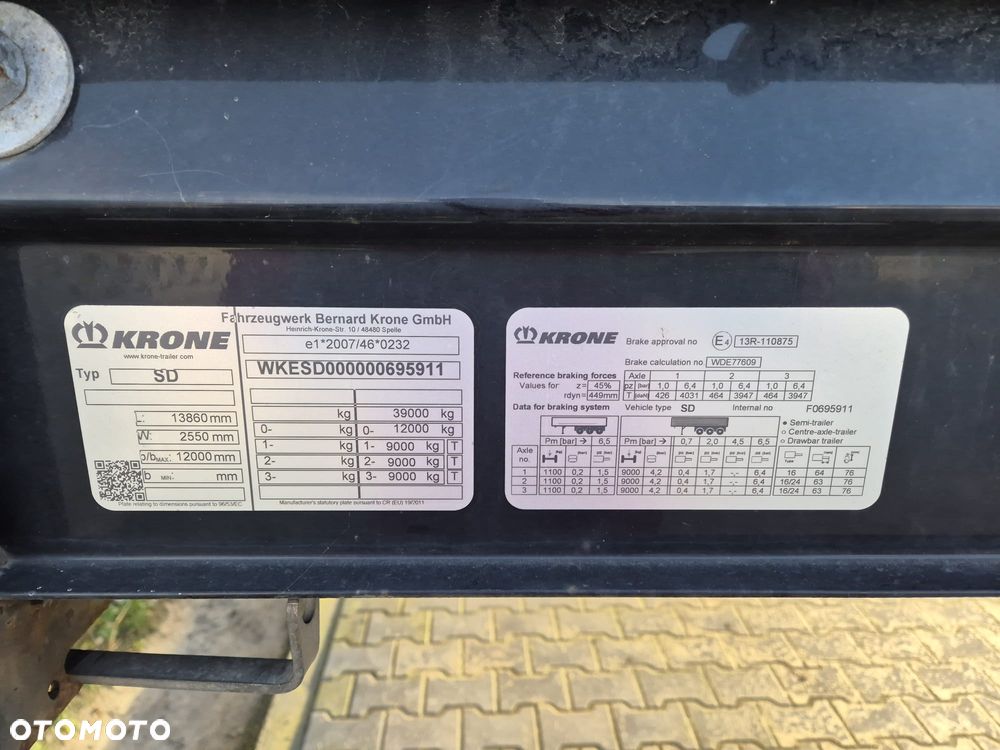 KRONE
www.krone-trailer.com
Fahrzeugwerk Bernard Krone GmbH
Heinrich-Krone-Str. 10 / 48480 Spelle
e1*2007/46*0232
Typ SD
WKESD000000695911
L: 13860 mm
W: 2550 mm
p/bMAX: 12000 mm
b MIN- mm
kg 39000 kg
0- kg 0- 12000 kg
1- kg 1- 9000 kg T
2- kg 2- 9000 kg T
3- kg 3- 9000 kg T
Plate relating to dimensions pursuant to 96/53/EC
Manufacturer's statutory plate pursuant to CR (EU) 19/2011
KRONE
Brake approval no E4 13R-110875
Brake calculation no WDE77609
Reference braking forces Axle 1 2 3
Values for z= 45% pz [bar] 1,0 6,4 1,0 6,4 1,0 6,4
rdyn= 449mm T [daN] 426 4031 464 3947 464 3947
Data for braking system Vehicle type SD Internal no F0695911
Semi-trailer
Centre-axle-trailer
Drawbar trailer
Pm [bar] → 6,5 Pm [bar] → 0,7 2,0 4,5 6,5
Axle no.
1 1100 0,2 1,5 9000 4,2 0,4 1,7 -,- 6,4 16 64 76
2 1100 0,2 1,5 9000 4,2 0,4 1,7 -,- 6,4 16/24 63 76
3 1100 0,2 1,5 9000 4,2 0,4 1,7 -,- 6,4 16/24 63 76
OTOMOTO